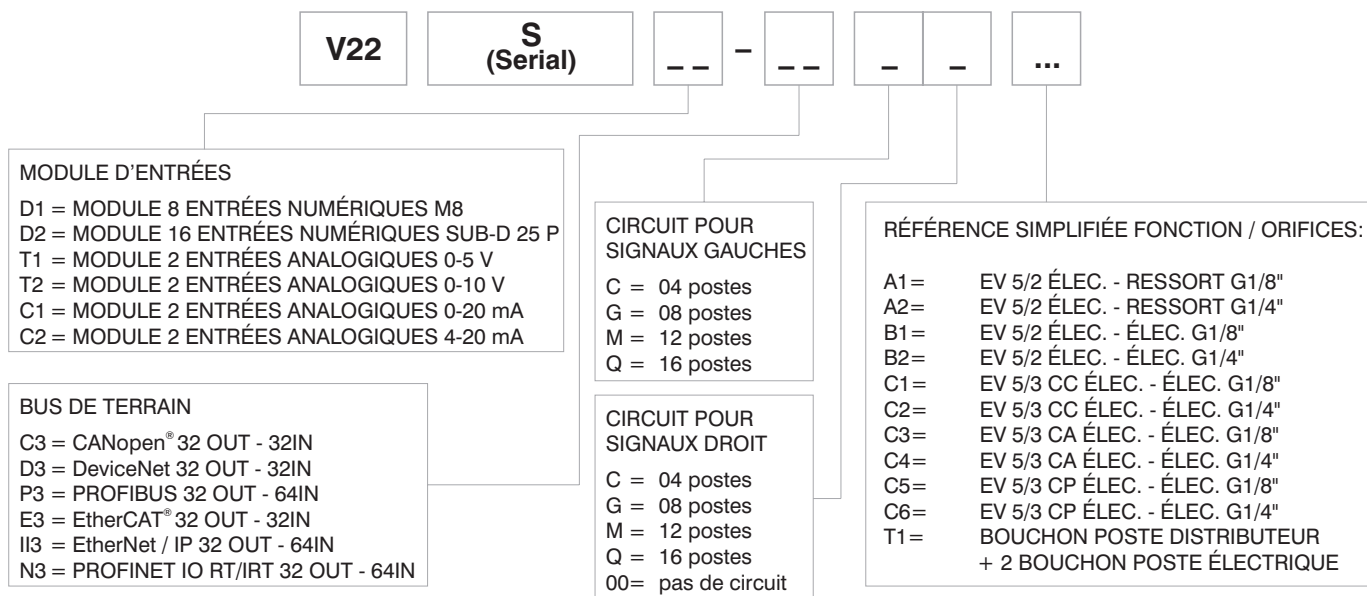 V22
S
(Serial)
_ _
–
_ _
_
_
...
MODULE D'ENTRÉES
D1 = MODULE 8 ENTRÉES NUMÉRIQUES M8
D2 = MODULE 16 ENTRÉES NUMÉRIQUES SUB-D 25 P
T1 = MODULE 2 ENTRÉES ANALOGIQUES 0-5 V
T2 = MODULE 2 ENTRÉES ANALOGIQUES 0-10 V
C1 = MODULE 2 ENTRÉES ANALOGIQUES 0-20 mA
C2 = MODULE 2 ENTRÉES ANALOGIQUES 4-20 mA
BUS DE TERRAIN
C3 = CANopen® 32 OUT - 32IN
D3 = DeviceNet 32 OUT - 32IN
P3 = PROFIBUS 32 OUT - 64IN
E3 = EtherCAT® 32 OUT - 32IN
II3 = EtherNet / IP 32 OUT - 64IN
N3 = PROFINET IO RT/IRT 32 OUT - 64IN
CIRCUIT POUR
SIGNAUX GAUCHES
C = 04 postes
G = 08 postes
M = 12 postes
Q = 16 postes
CIRCUIT POUR
SIGNAUX DROIT
C = 04 postes
G = 08 postes
M = 12 postes
Q = 16 postes
00= pas de circuit
RÉFÉRENCE SIMPLIFIÉE FONCTION / ORIFICES:
A1= EV 5/2 ÉLEC. - RESSORT G1/8"
A2= EV 5/2 ÉLEC. - RESSORT G1/4"
B1= EV 5/2 ÉLEC. - ÉLEC. G1/8"
B2= EV 5/2 ÉLEC. - ÉLEC. G1/4"
C1= EV 5/3 CC ÉLEC. - ÉLEC. G1/8"
C2= EV 5/3 CC ÉLEC. - ÉLEC. G1/4"
C3= EV 5/3 CA ÉLEC. - ÉLEC. G1/8"
C4= EV 5/3 CA ÉLEC. - ÉLEC. G1/4"
C5= EV 5/3 CP ÉLEC. - ÉLEC. G1/8"
C6= EV 5/3 CP ÉLEC. - ÉLEC. G1/4"
T1= BOUCHON POSTE DISTRIBUTEUR
+ 2 BOUCHON POSTE ÉLECTRIQUE